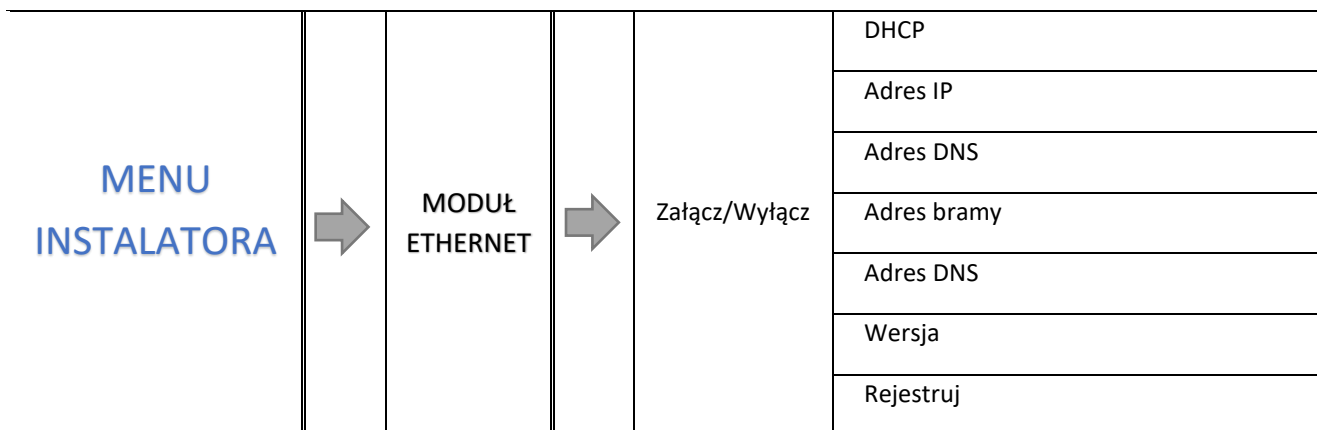 MENU
INSTALATORA
MODUŁ
ETHERNET
Załącz/Wyłącz
DHCP
Adres IP
Adres DNS
Adres bramy
Adres DNS
Wersja
Rejestruj